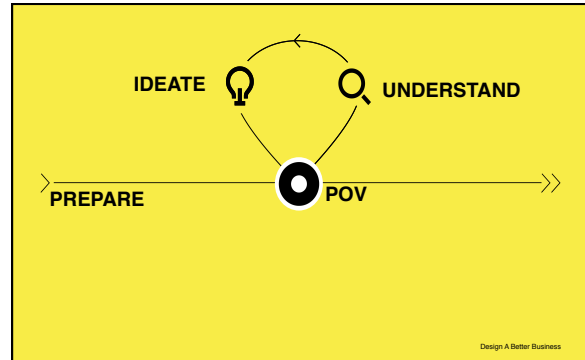 IDEATE
UNDERSTAND
PREPARE
POV
Design A Better Business